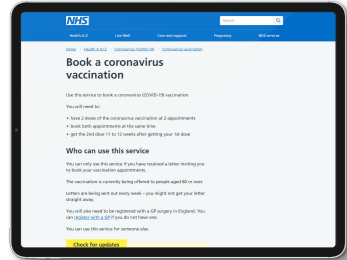 NHS
Search
Health A-Z Live Well Care and support Pregnancy NHS services
Home Health A to Z Coronavirus (COVID-19) Coronavirus vaccination
Book a coronavirus
vaccination
Use this service to book a coronavirus (COVID-19) vaccination.
You will need to:
• have 2 doses of the coronavirus vaccination at 2 appointments
• book both appointments at the same time
• get the 2nd dose 11 to 12 weeks after getting your 1st dose
Who can use this service
You can only use this service if you have received a letter inviting you
to book your vaccination appointments.
The vaccination is currently being offered to people aged 80 or over.
Letters are being sent out every week – you might not get your letter
straight away.
You will also need to be registered with a GP surgery in England. You
can register with a GP if you do not have one.
You can use this service for someone else.
Check for updates